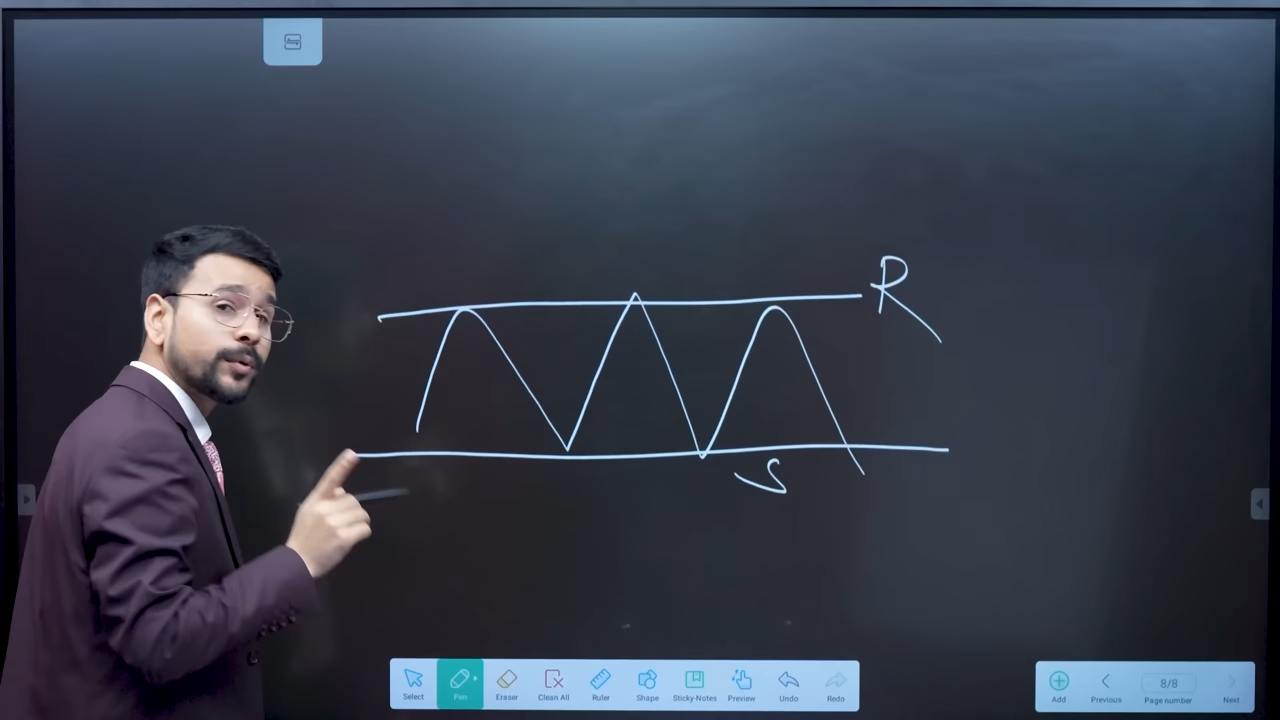 R
S
Select
Pen
Eraser
Clean All
Ruler
Shape
Sticky-Notes
Preview
Undo
Redo
Add
Previous
8/8
Page number
Next